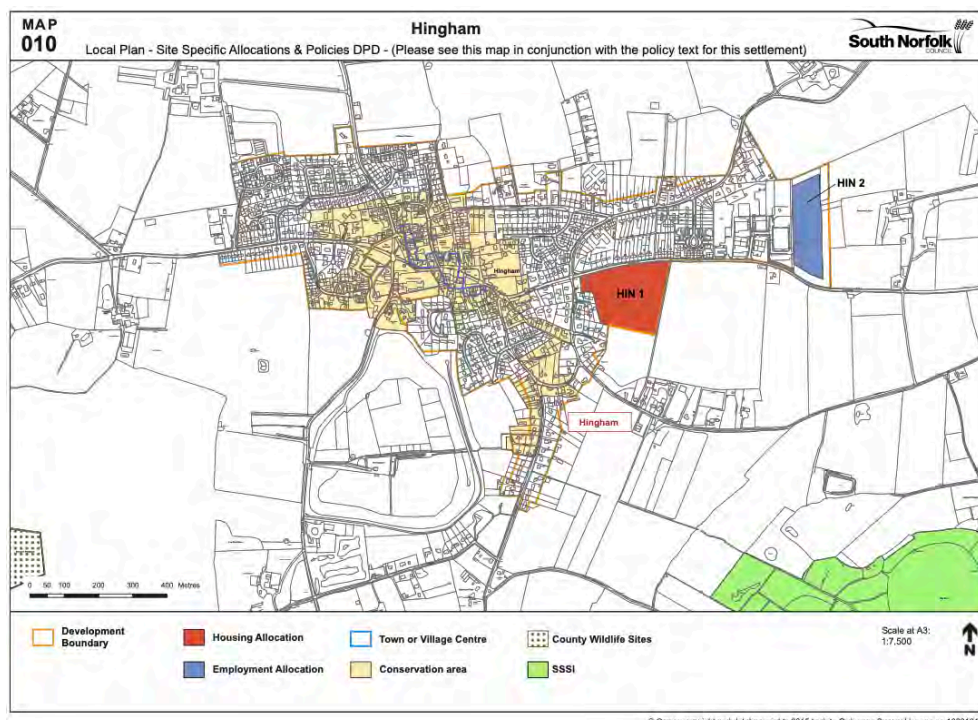 MAP
010
Hingham
Local Plan - Site Specific Allocations & Policies DPD - (Please see this map in conjunction with the policy text for this settlement)
South Norfolk
COUNCIL
HIN 2
Hingham
HIN 1
Hingham
0 50 100 200 300 400 Metres
Development
Boundary
Housing Allocation
Town or Village Centre
County Wildlife Sites
Scale at A3:
1:7,500
Employment Allocation
Conservation area
SSSI
N